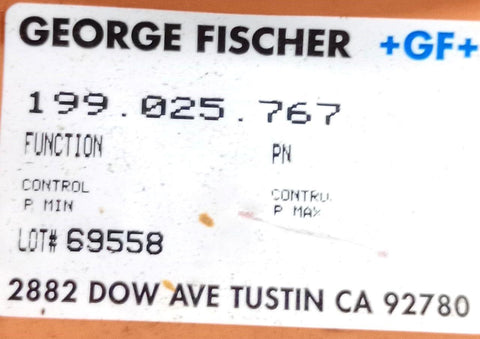 GEORGE FISCHER +GF+
199.025.767
FUNCTION PN
CONTROL
P MIN
P MAX
LOT# 69558
2882 DOW AVE TUSTIN CA 92780